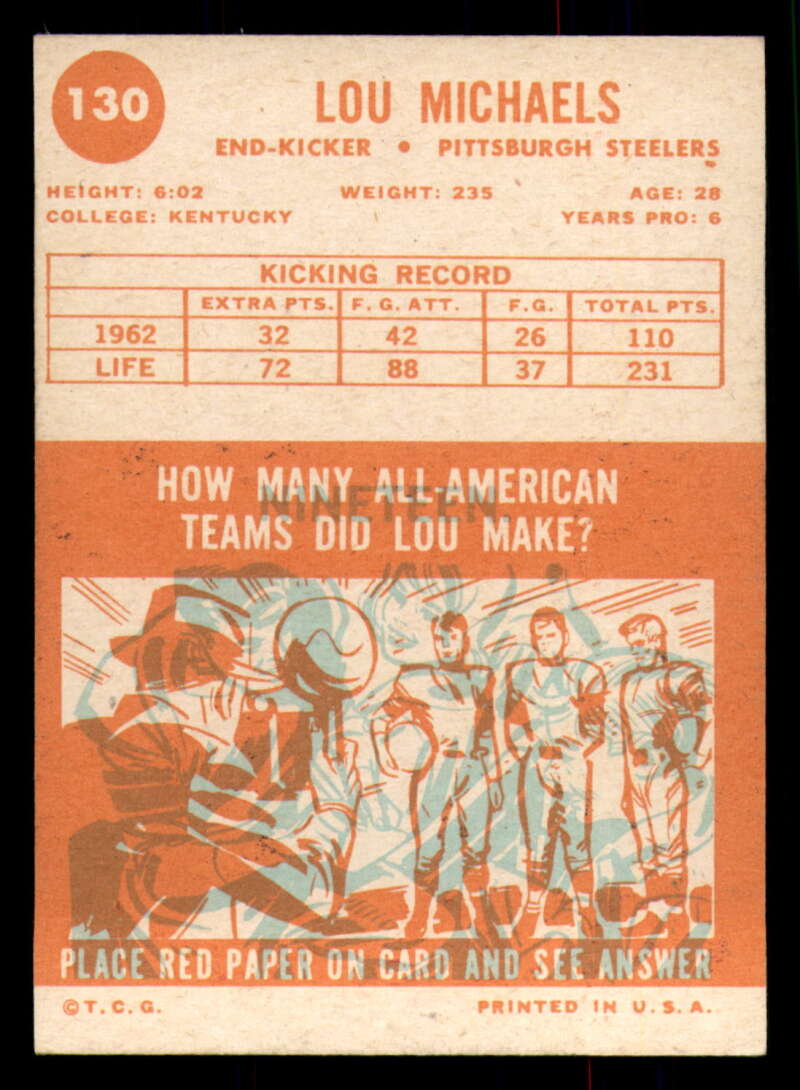 130
LOU MICHAELS
END-KICKER • PITTSBURGH STEELERS
HEIGHT: 6:02 WEIGHT: 235 AGE: 28
COLLEGE: KENTUCKY YEARS PRO: 6
KICKING RECORD
EXTRA PTS. F.G. ATT. F.G. TOTAL PTS.
1962 32 42 26 110
LIFE 72 88 37 231
HOW MANY ALL-AMERICAN
NINETEEN.
TEAMS DID LOU MAKE?
PLACE RED PAPER ON CARD AND SEE ANSWER
© T.C.G. PRINTED IN U.S.A.